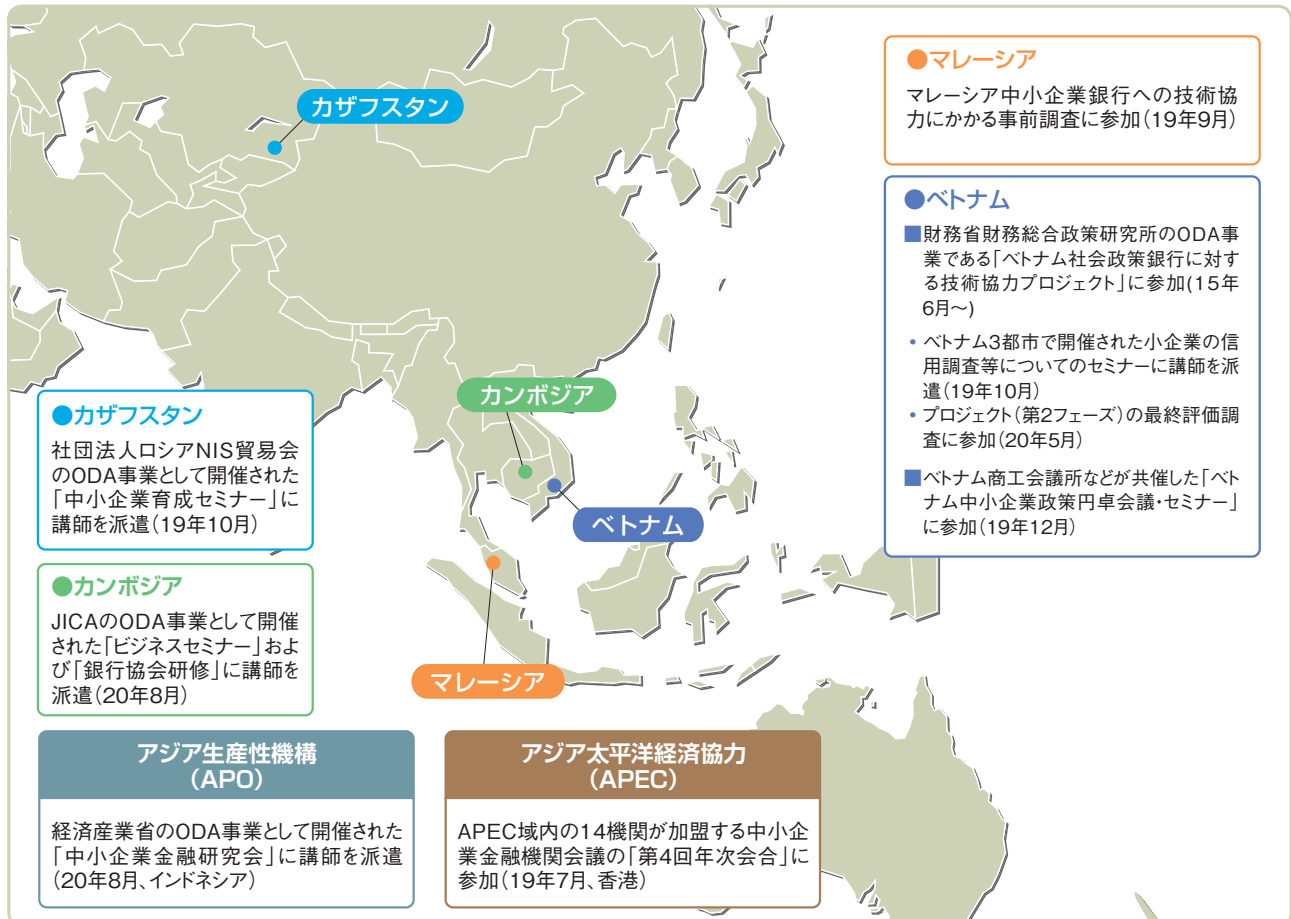 カザフスタン
カンボジア
ベトナム
マレーシア
●マレーシア
マレーシア中小企業銀行への技術協
力にかかる事前調査に参加(19年9月)
●ベトナム
■財務省財務総合政策研究所のODA事
業である「ベトナム社会政策銀行に対す
る技術協力プロジェクト」に参加(15年
6月〜)
• ベトナム3都市で開催された小企業の信
用調査等についてのセミナーに講師を派
遣(19年10月)
• プロジェクト(第2フェーズ)の最終評価調
査に参加(20年5月)
■ベトナム商工会議所などが共催した「ベト
ナム中小企業政策円卓会議・セミナー」
に参加(19年12月)
●カザフスタン
社団法人ロシアNIS貿易会
のODA事業として開催された
「中小企業育成セミナー」に
講師を派遣(19年10月)
●カンボジア
JICAのODA事業として開催
された「ビジネスセミナー」およ
び「銀行協会研修」に講師を
派遣(20年8月)
アジア生産性機構
(APO)
経済産業省のODA事業として開催された
「中小企業金融研究会」に講師を派遣
(20年8月、インドネシア)
アジア太平洋経済協力
(APEC)
APEC域内の14機関が加盟する中小企
業金融機関会議の「第4回年次会合」に
参加(19年7月、香港)